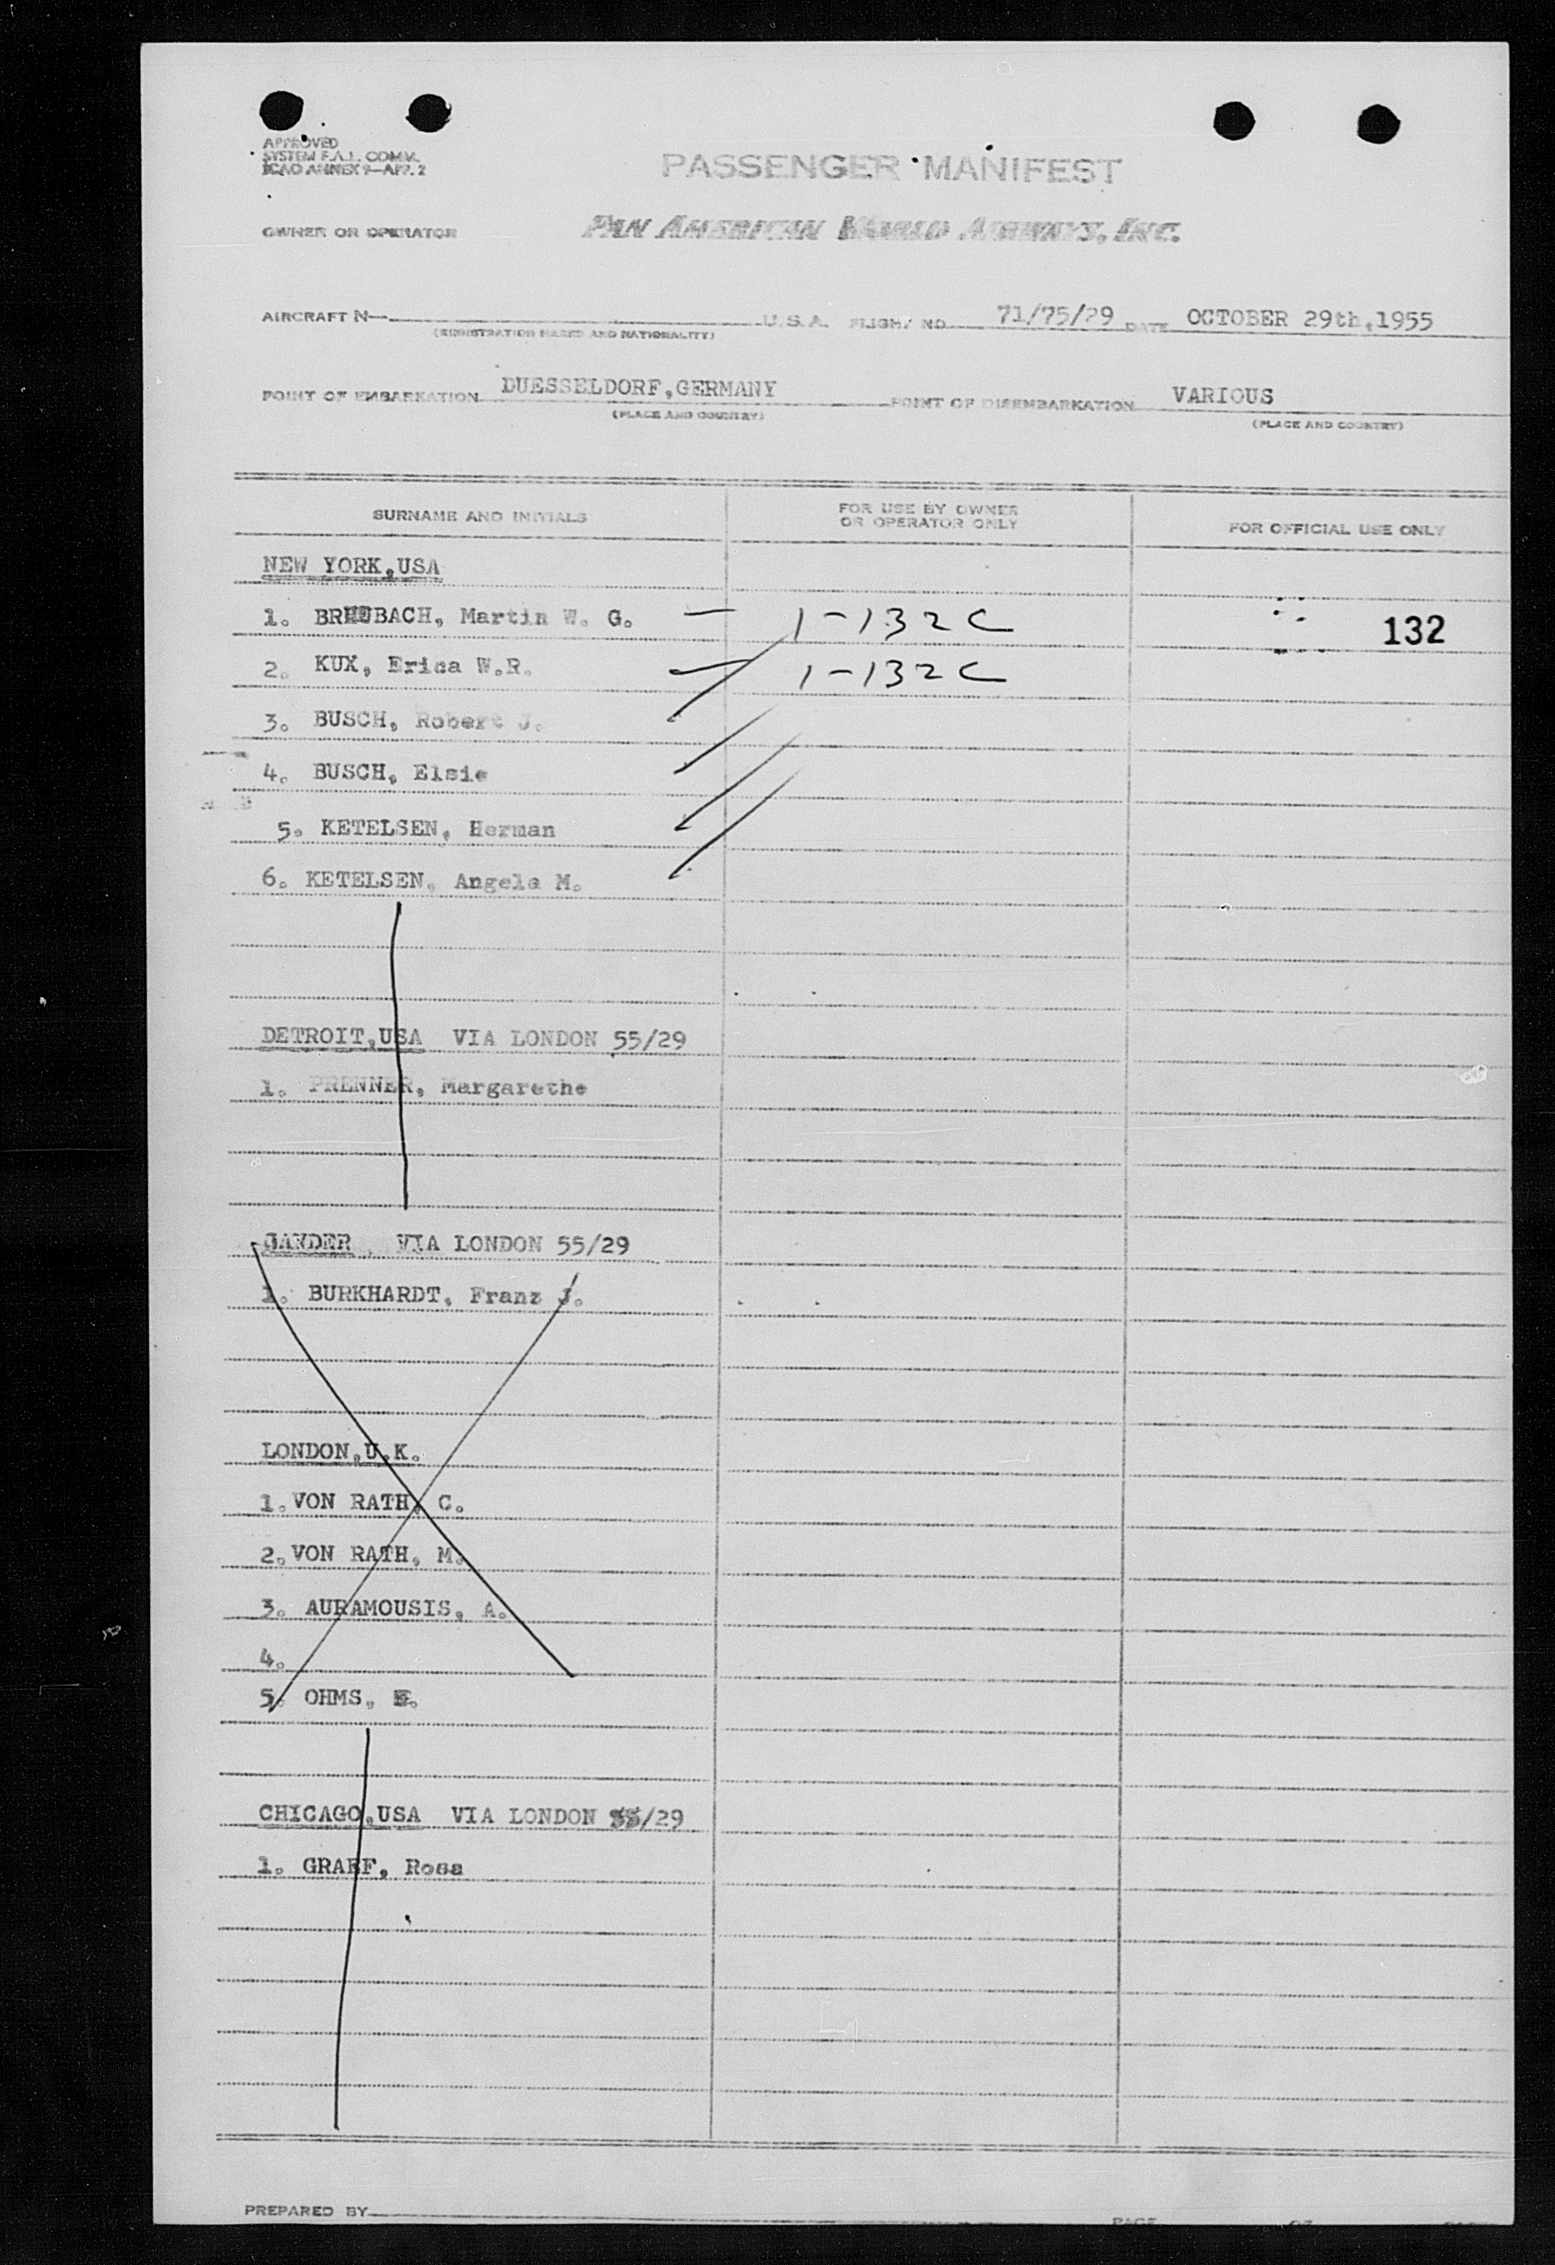 APPROVED
SYSTEM F.A.L. COMM.
ICAO ANNEX 9—APP. 2
PASSENGER MANIFEST
OWNER OR OPERATOR PAN AMERICAN WORLD AIRWAYS, INC.
AIRCRAFT N— U.S.A. FLIGHT NO. 71/75/29 DATE OCTOBER 29th,1955
(REGISTRATION MARKS AND NATIONALITY)
POINT OF EMBARKATION DUESSELDORF,GERMANY POINT OF DISEMBARKATION VARIOUS
(PLACE AND COUNTRY) (PLACE AND COUNTRY)
SURNAME AND INITIALS FOR USE BY OWNER OR OPERATOR ONLY FOR OFFICIAL USE ONLY
NEW YORK,USA
1. Martin W. G. — 1-132C 132
2. KUX, Erica W.R. 1-132C
3. BUSCH, Robert J.
4. BUSCH, Elsie
5. KETELSEN, Herman
6. KETELSEN, Angela M.
DETROIT,USA VIA LONDON 55/29
1. PRENNER, Margarethe
GANDER VIA LONDON 55/29
1. BURKHARDT, Franz J.
LONDON,U.K.
1. VON RATH, C.
2. VON RATH, M.
3. AURAMOUSIS, A.
4.
5. OHMS, E.
CHICAGO,USA VIA LONDON 55/29
1. GRAEF, Rosa
PREPARED BY PAGE OF